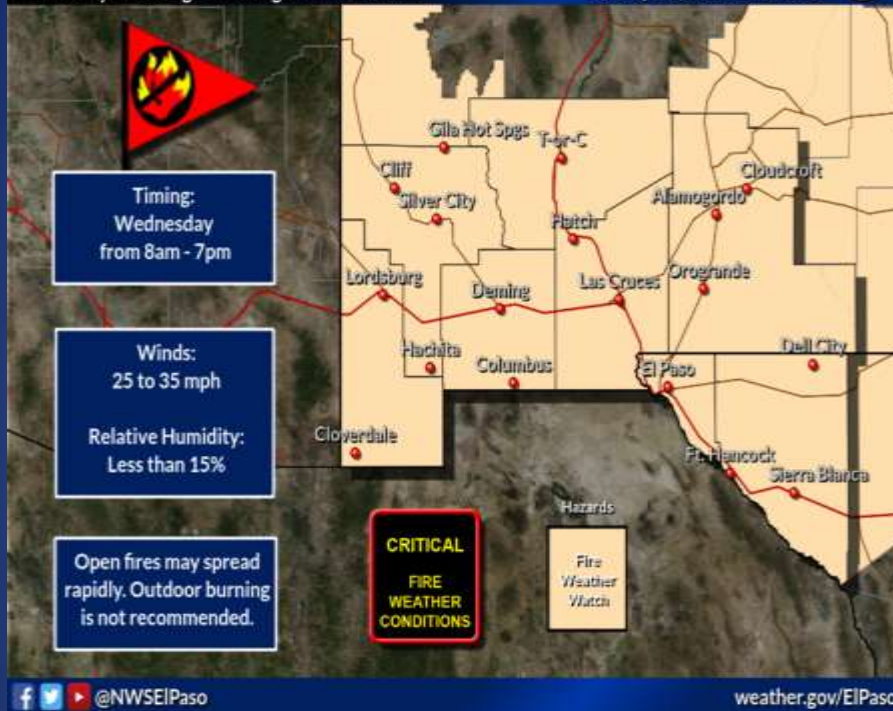 Timing:
Wednesday
from 8am - 7pm
Winds:
25 to 35 mph
Relative Humidity:
Less than 15%
Open fires may spread
rapidly. Outdoor burning
is not recommended.
Gila Hot Spgs
T-or-C
Cliff
Cloudcroft
Silver City
Alamogordo
Hatch
Lordsburg
Deming
Las Cruces
Orogrande
Hachita
Columbus
El Paso
Dell City
Cloverdale
Ft. Hancock
Sierra Blanca
CRITICAL
FIRE
WEATHER
CONDITIONS
Hazards
Fire
Weather
Watch
@NWSElPaso
weather.gov/ElPaso